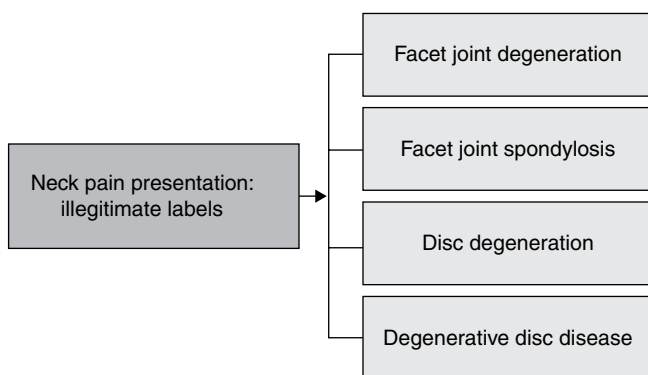 Neck pain presentation:
illegitimate labels
Facet joint degeneration
Facet joint spondylosis
Disc degeneration
Degenerative disc disease